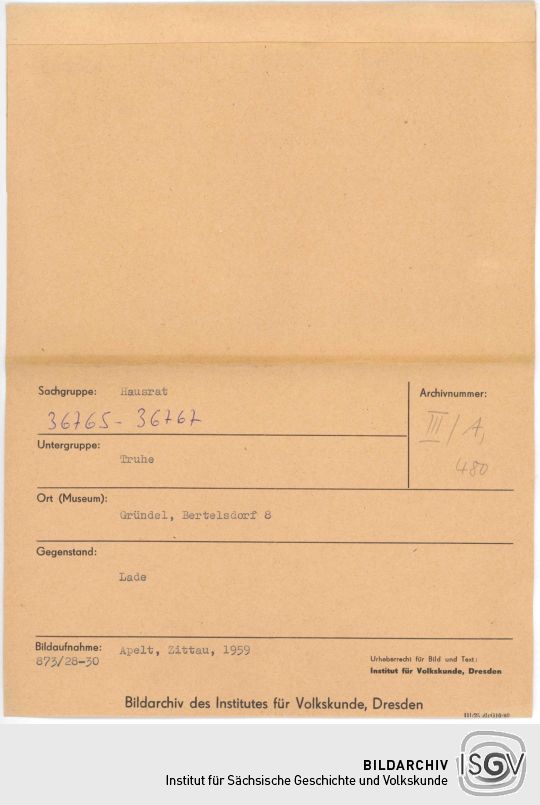 Sachgruppe: Hausrat
36765 - 36767
Archivnummer:
III/A,
480
Untergruppe:
Truhe
Ort (Museum):
Gründel, Bertelsdorf 8
Gegenstand:
Lade
Bildaufnahme: Apelt, Zittau, 1959
873/28-30
Urheberrecht für Bild und Text:
Institut für Volkskunde, Dresden
Bildarchiv des Institutes für Volkskunde, Dresden
BILDARCHIV
Institut für Sächsische Geschichte und Volkskunde
ISGV